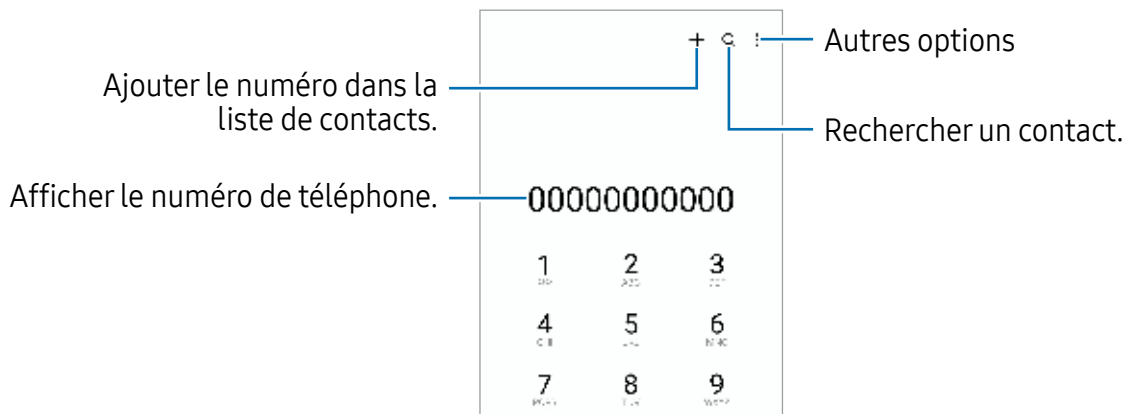 +
Autres options
Ajouter le numéro dans la
liste de contacts.
Rechercher un contact.
Afficher le numéro de téléphone.
00000000000
1 2 3
4 5 6
7 8 9